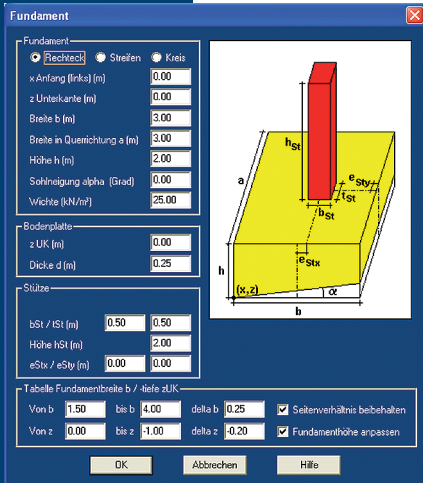 Fundament
Fundament
Rechteck Streifen Kreis
x Anfang (links) (m) 0.00
z Unterkante (m) 0.00
Breite b (m) 3.00
Breite in Querrichtung a (m) 3.00
Höhe h (m) 2.00
Sohlneigung alpha (Grad) 0.00
Wichte (kN/m³) 25.00
Bodenplatte
z UK (m) 0.00
Dicke d (m) 0.25
Stütze
bSt / tSt (m) 0.50 0.50
Höhe hSt (m) 2.00
eStx / eSty (m) 0.00 0.00
hSt
a
eSty
tSt
bSt
eStx
h
(x,z)
α
b
Tabelle Fundamentbreite b / -tiefe zUK
Von b 1.50 bis b 4.00 delta b 0.25 Seitenverhältnis beibehalten
Von z 0.00 bis z -1.00 delta z -0.20 Fundamenthöhe anpassen
OK Abbrechen Hilfe